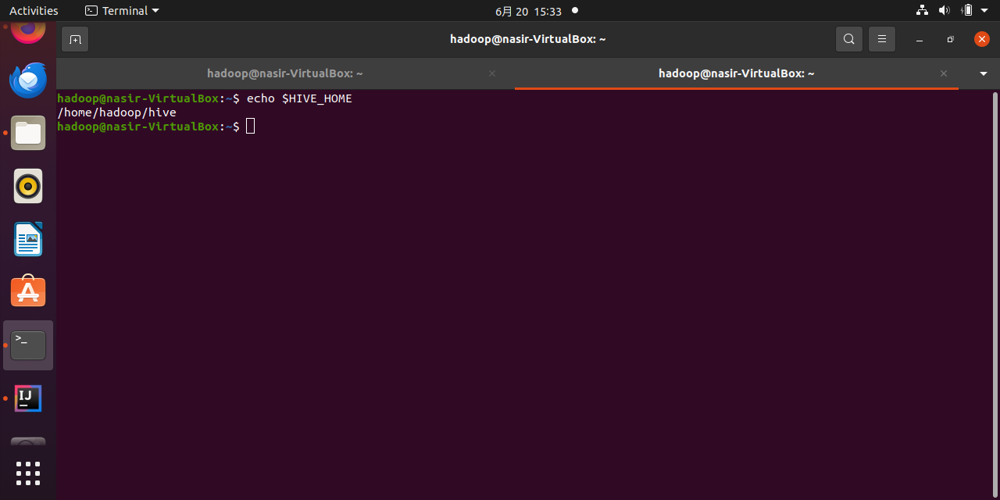 Activities
Terminal
6月 20 15:33
hadoop@nasir-VirtualBox: ~
hadoop@nasir-VirtualBox: ~
hadoop@nasir-VirtualBox: ~
hadoop@nasir-VirtualBox:~$ echo $HIVE_HOME
/home/hadoop/hive
hadoop@nasir-VirtualBox:~$
>_
IJ